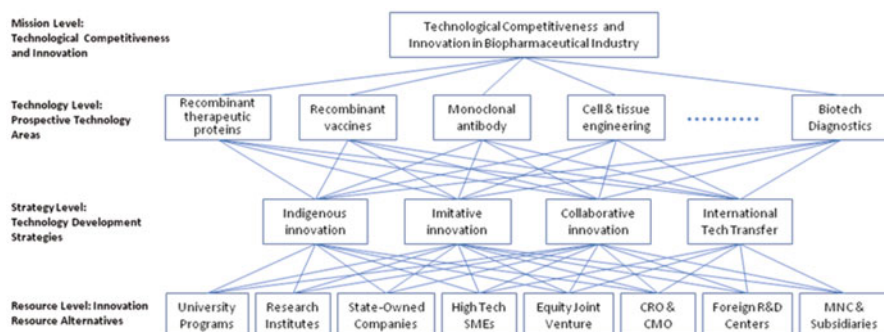 Mission Level:
Technological Competitiveness
and Innovation
Technological Competitiveness and
Innovation in Biopharmaceutical Industry
Technology Level:
Prospective Technology
Areas
Recombinant
therapeutic
proteins
Recombinant
vaccines
Monoclonal
antibody
Cell & tissue
engineering
Biotech
Diagnostics
Strategy Level:
Technology Development
Strategies
Indigenous
innovation
Imitative
innovation
Collaborative
innovation
International
Tech Transfer
Resource Level: Innovation
Resource Alternatives
University
Programs
Research
Institutes
State-Owned
Companies
High Tech
SMEs
Equity Joint
Venture
CRO &
CMO
Foreign R&D
Centers
MNC &
Subsidiaries